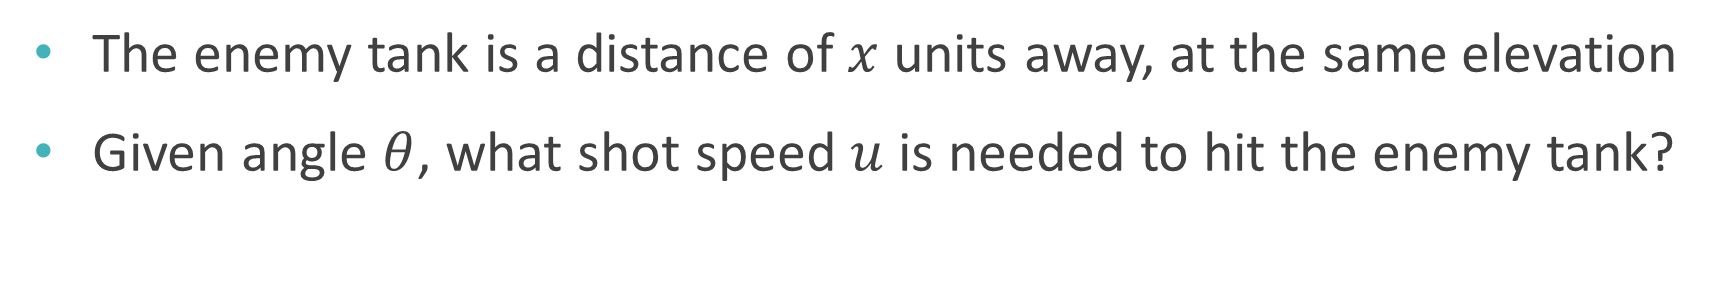 • The enemy tank is a distance of 𝑥 units away, at the same elevation
• Given angle 𝜃, what shot speed 𝑢 is needed to hit the enemy tank?